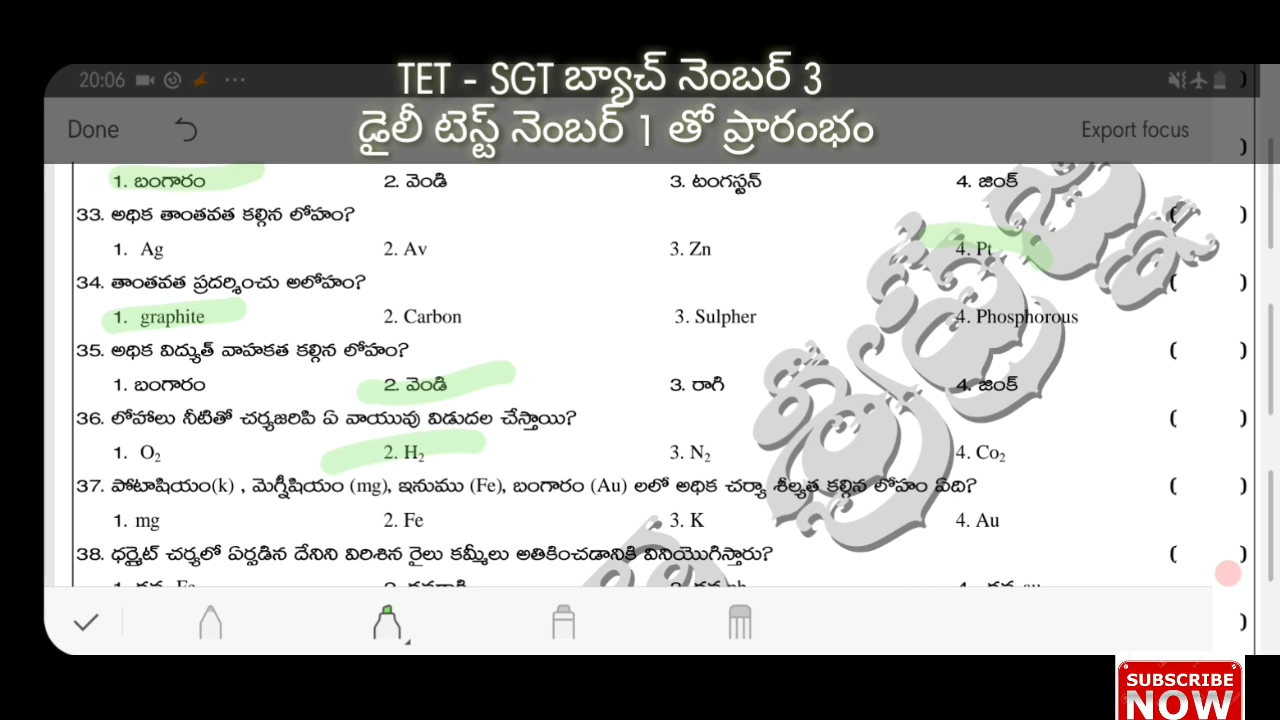 TET - SGT బ్యాచ్ నెంబర్ 3
20:06
డైలీ టెస్ట్ నెంబర్ 1 తో ప్రారంభం
Done Export focus
1. బంగారం 2. వెండి 3. టంగస్టన్ 4. జింక్
33. అధిక తాంతవత కల్గిన లోహం? ( )
1. Ag 2. Av 3. Zn 4. Pt
34. తాంతవత ప్రదర్శించు అలోహం? ( )
1. graphite 2. Carbon 3. Sulpher 4. Phosphorous
35. అధిక విద్యుత్ వాహకత కల్గిన లోహం? ( )
1. బంగారం 2. వెండి 3. రాగి 4. జింక్
36. లోహాలు నీటితో చర్యజరిపి ఏ వాయువు విడుదల చేస్తాయి? ( )
1. O₂ 2. H₂ 3. N₂ 4. Co₂
37. పోటాషియం(k) , మెగ్నీషియం (mg), ఇనుము (Fe), బంగారం (Au) లలో అధిక చర్యా శీల్యత కల్గిన లోహం ఏది? ( )
1. mg 2. Fe 3. K 4. Au
38. థర్మైట్ చర్యలో ఏర్పడిన దేనిని విరిగిన రైలు కమ్మీలు అతికించడానికి వినియొగిస్తారు? ( )
SUBSCRIBE
NOW